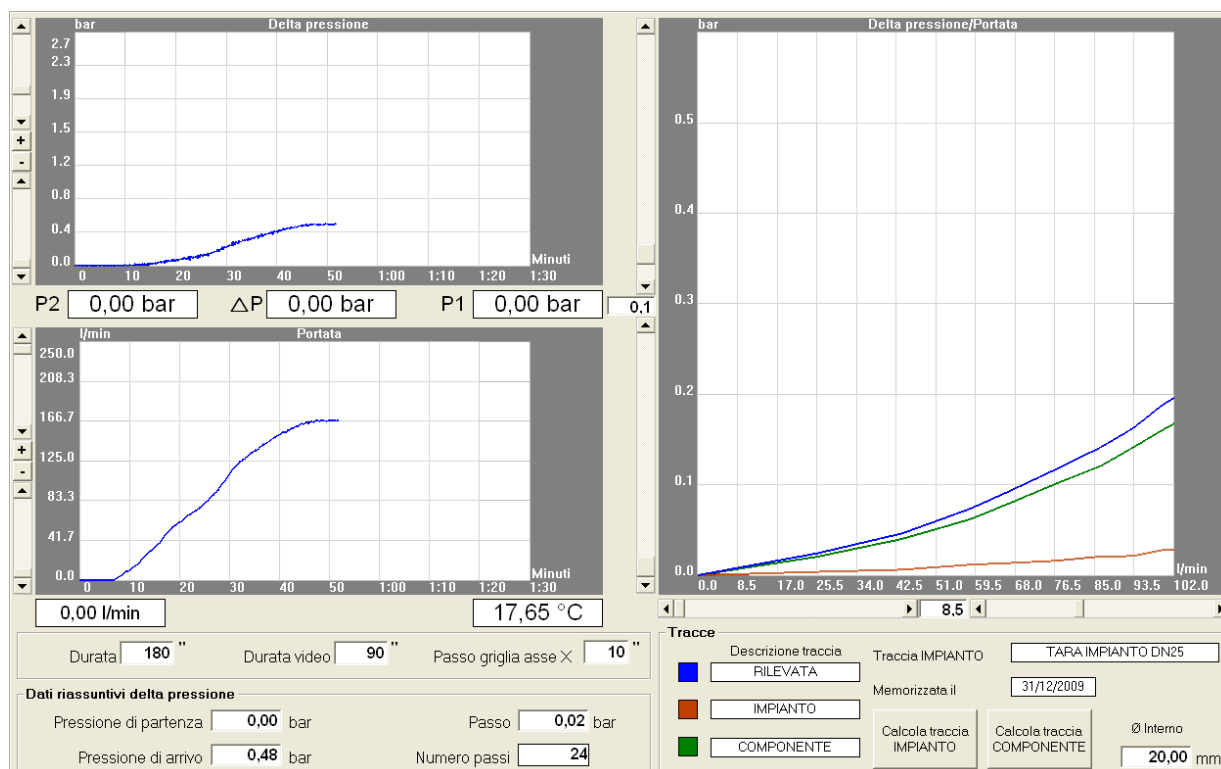 bar Delta pressione
2.7
2.3
1.9
1.5
1.2
0.8
0.4
0.0
Minuti
0 10 20 30 40 50 1:00 1:10 1:20 1:30
P2 0,00 bar △P 0,00 bar P1 0,00 bar 0,1
l/min Portata
250.0
208.3
166.7
125.0
83.3
41.7
0.0
Minuti
0 10 20 30 40 50 1:00 1:10 1:20 1:30
0,00 l/min 17,65 °C
Durata 180 " Durata video 90 " Passo griglia asse X 10 "
Dati riassuntivi delta pressione
Pressione di partenza 0,00 bar Passo 0,02 bar
Pressione di arrivo 0,48 bar Numero passi 24
bar Delta pressione/Portata
0.5
0.4
0.3
0.2
0.1
0.0
l/min
0.0 8.5 17.0 25.5 34.0 42.5 51.0 59.5 68.0 76.5 85.0 93.5 102.0
8,5
Tracce
Descrizione traccia
RILEVATA
IMPIANTO
COMPONENTE
Traccia IMPIANTO TARA IMPIANTO DN25
Memorizzata il 31/12/2009
Calcola traccia
IMPIANTO
Calcola traccia
COMPONENTE
Ø Interno
20,00 mm
+
-
+
-